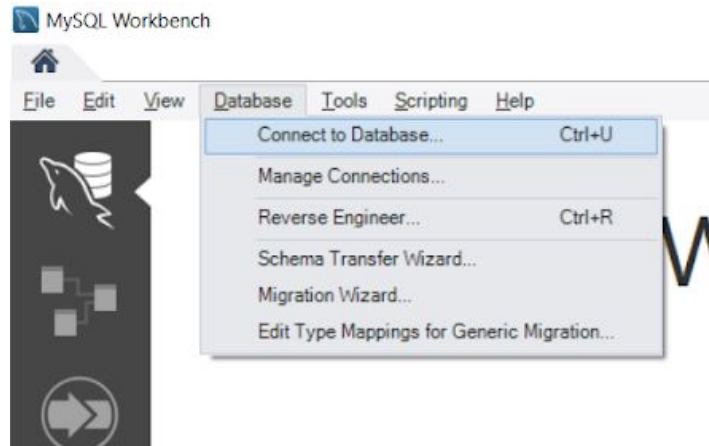 MySQL Workbench
File Edit View Database Tools Scripting Help
Connect to Database... Ctrl+U
Manage Connections...
Reverse Engineer... Ctrl+R
Schema Transfer Wizard...
Migration Wizard...
Edit Type Mappings for Generic Migration...